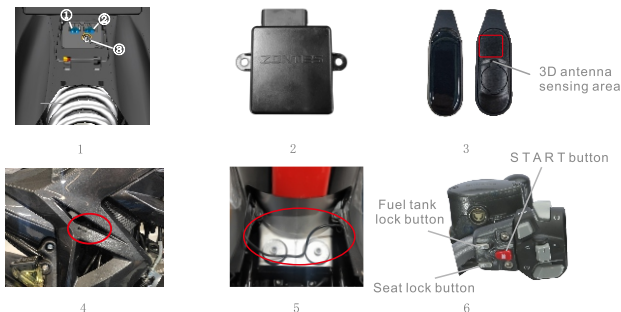 ① ②
⑧
ZONTES
3D antenna
sensing area
1
2
3
START button
Fuel tank
lock button
Seat lock button
4
5
6